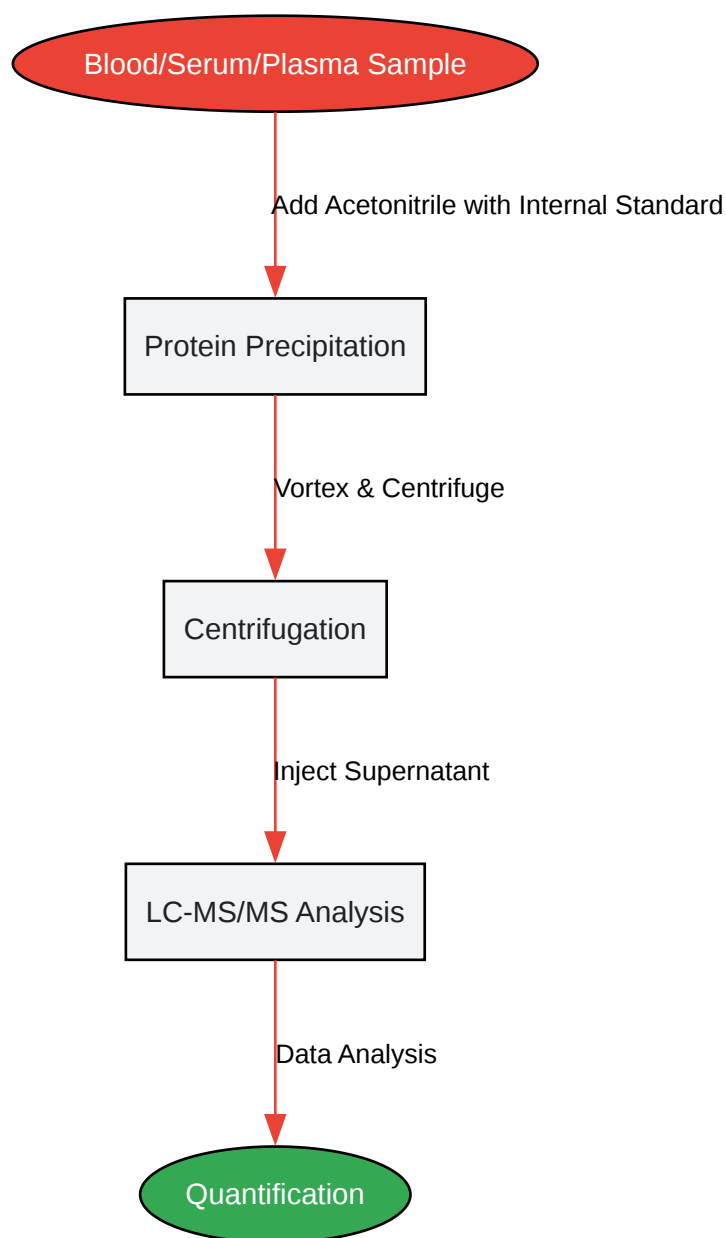 Blood/Serum/Plasma Sample
Add Acetonitrile with Internal Standard
Protein Precipitation
Vortex & Centrifuge
Centrifugation
Inject Supernatant
LC-MS/MS Analysis
Data Analysis
Quantification